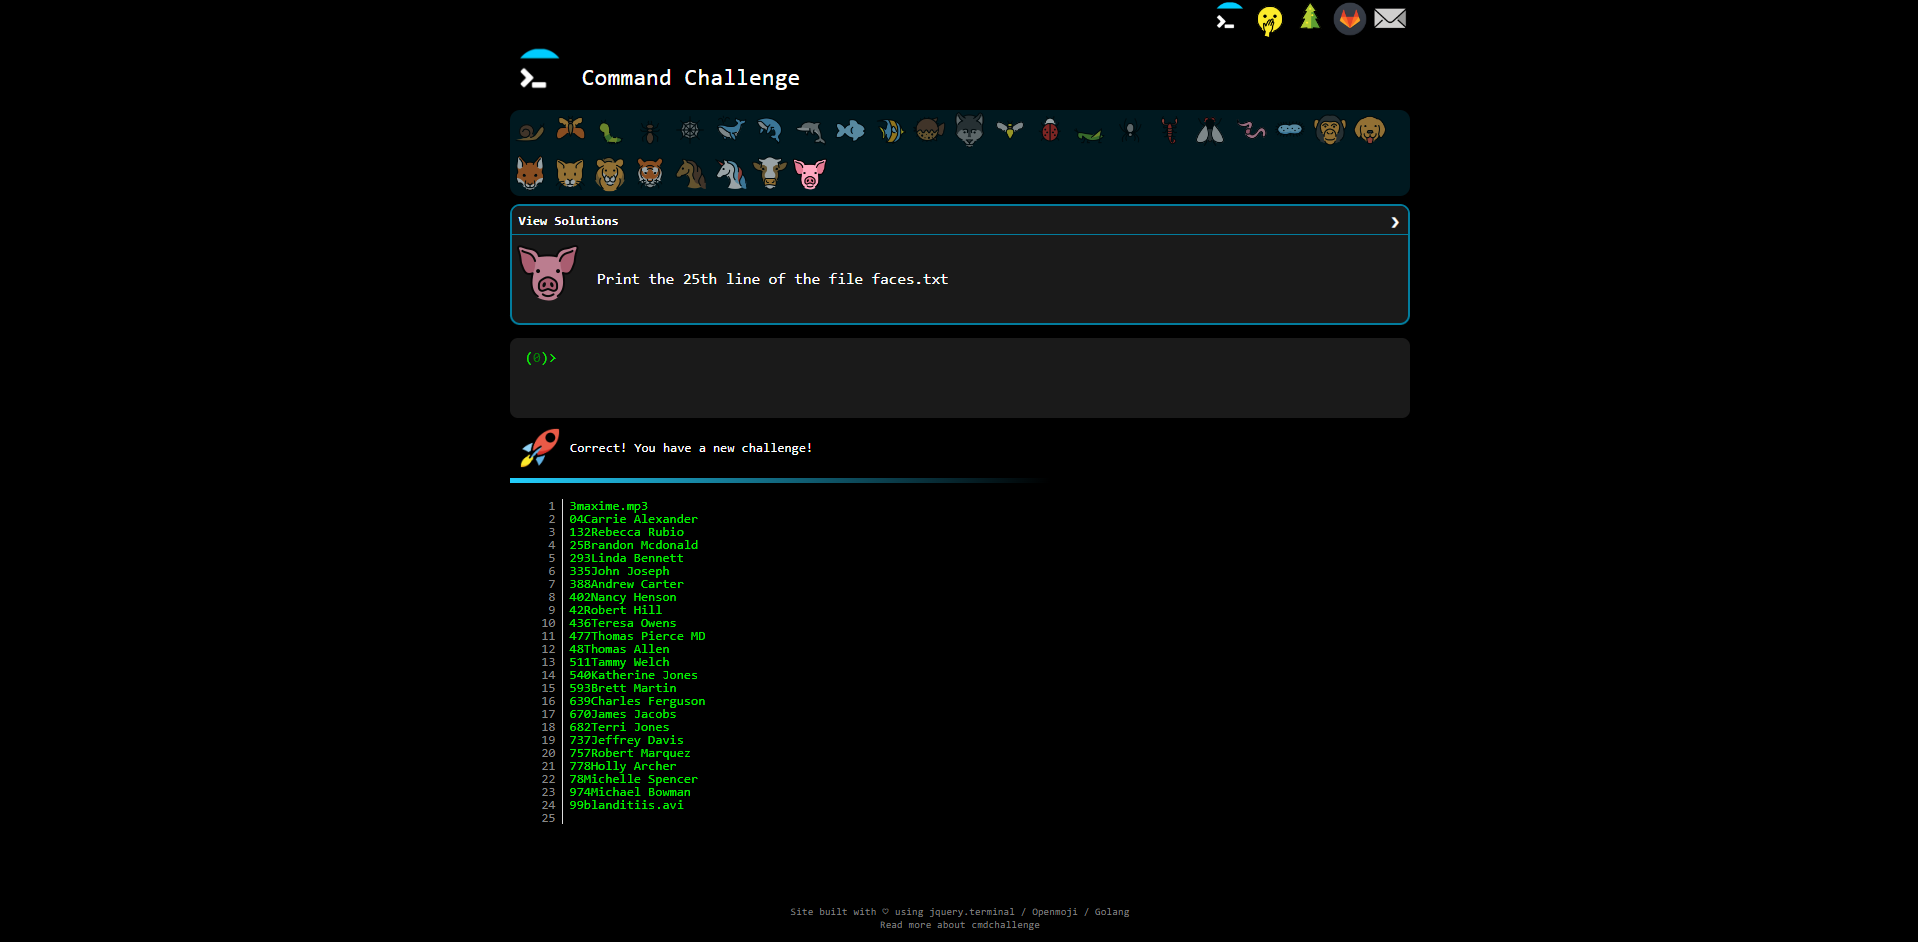 Command Challenge
View Solutions
Print the 25th line of the file faces.txt
(0)>
Correct! You have a new challenge!
1 3maxime.mp3
2 04Carrie Alexander
3 132Rebecca Rubio
4 25Brandon Mcdonald
5 293Linda Bennett
6 335John Joseph
7 388Andrew Carter
8 402Nancy Henson
9 42Robert Hill
10 436Teresa Owens
11 477Thomas Pierce MD
12 48Thomas Allen
13 511Tammy Welch
14 540Katherine Jones
15 593Brett Martin
16 639Charles Ferguson
17 670James Jacobs
18 682Terri Jones
19 737Jeffrey Davis
20 757Robert Marquez
21 778Holly Archer
22 78Michelle Spencer
23 974Michael Bowman
24 99blanditiis.avi
25
Site built with ♡ using jquery.terminal / Openmoji / Golang
Read more about cmdchallenge